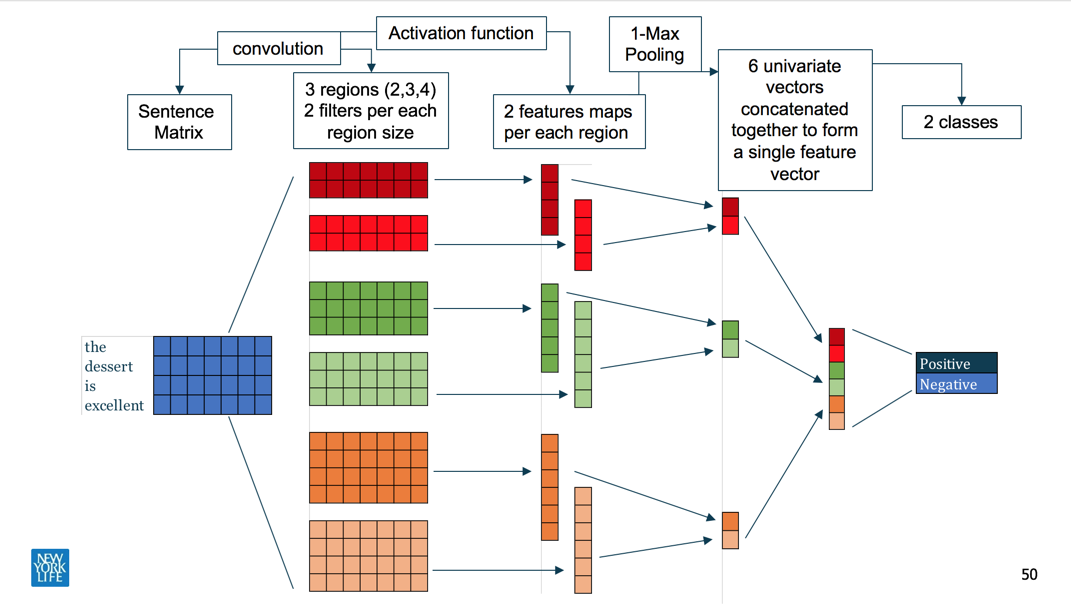 convolution
Activation function
1-Max
Pooling
Sentence
Matrix
3 regions (2,3,4)
2 filters per each
region size
2 features maps
per each region
6 univariate
vectors
concatenated
together to form
a single feature
vector
2 classes
the
dessert
is
excellent
Positive
Negative
NEW
YORK
LIFE
50